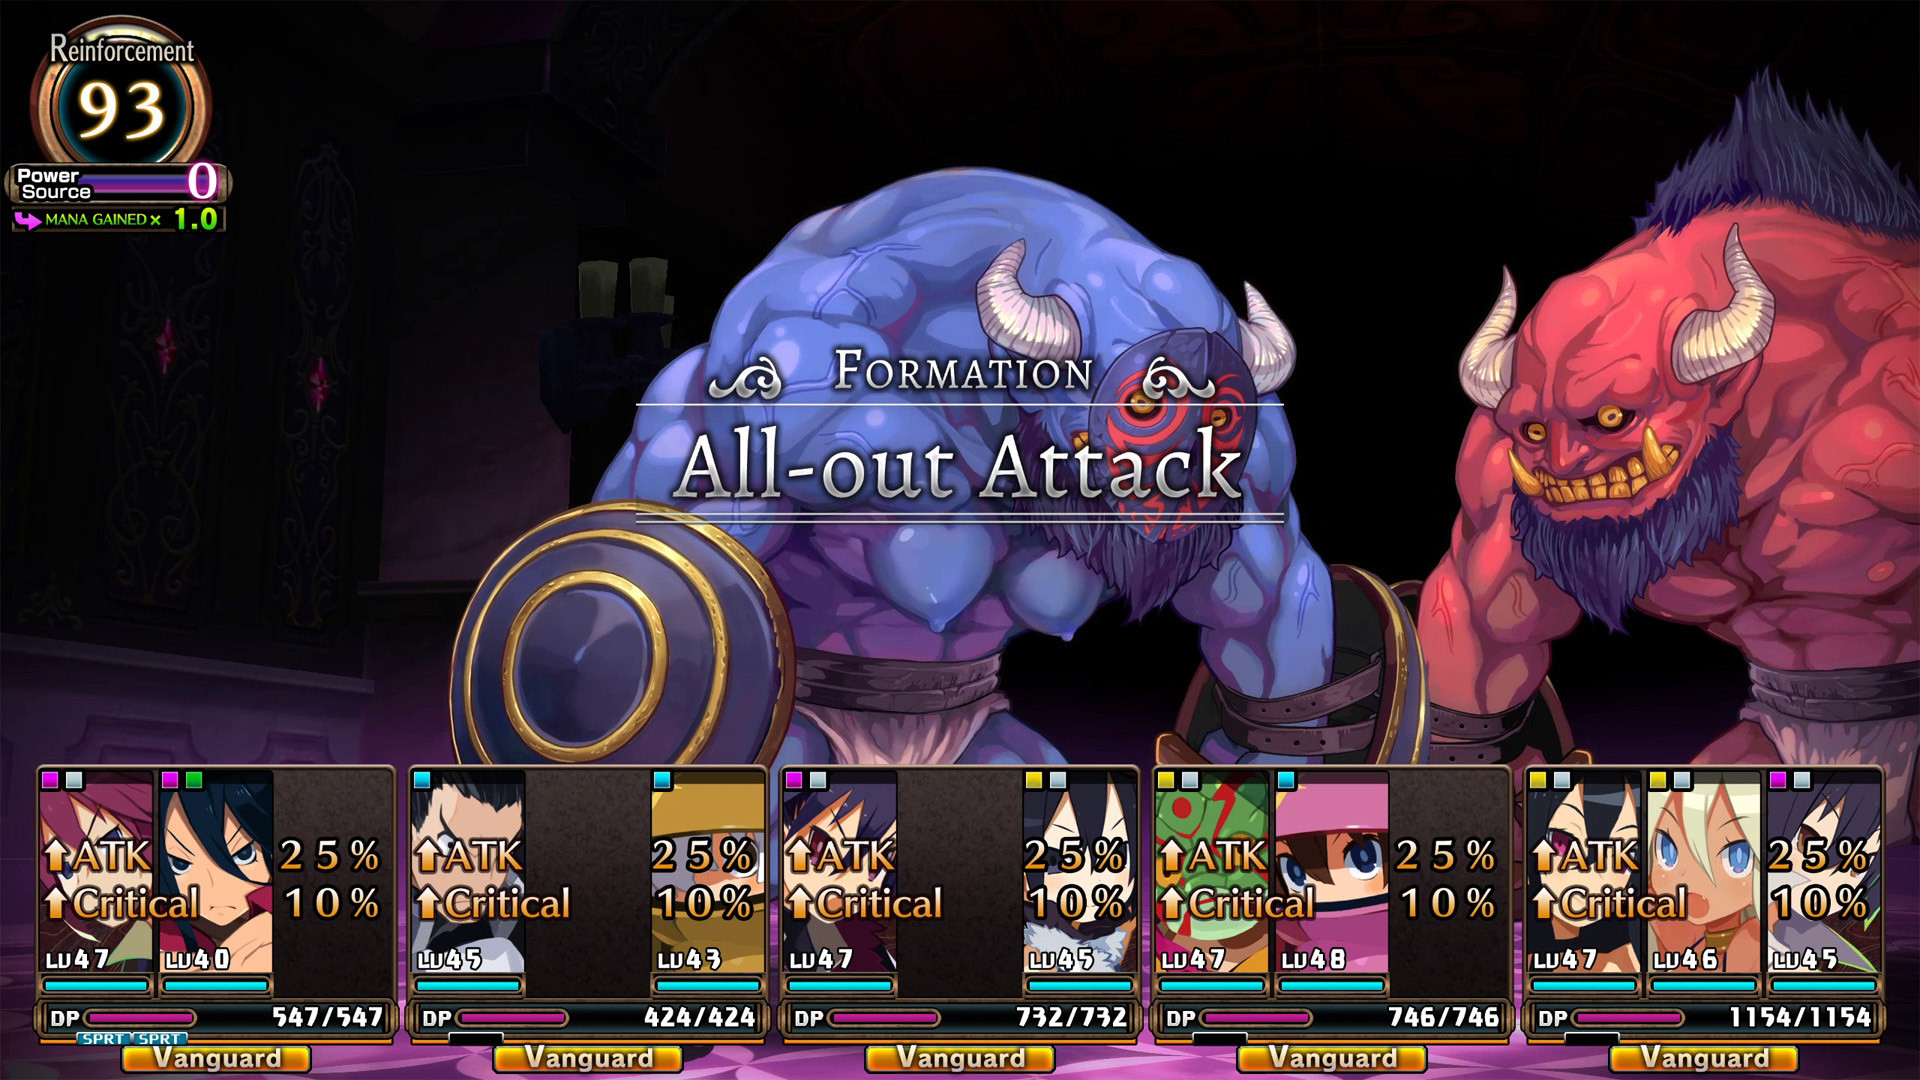 Reinforcement
93
Power Source 0
MANA GAINED × 1.0
FORMATION
All-out Attack
ATK 25%
Critical 10%
LV47 LV40
DP 547/547
SPRT SPRT
Vanguard
ATK 25%
Critical 10%
LV45 LV43
DP 424/424
Vanguard
ATK 25%
Critical 10%
LV47 LV45
DP 732/732
Vanguard
ATK 25%
Critical 10%
LV47 LV48
DP 746/746
Vanguard
ATK 25%
Critical 10%
LV47 LV46 LV45
DP 1154/1154
Vanguard